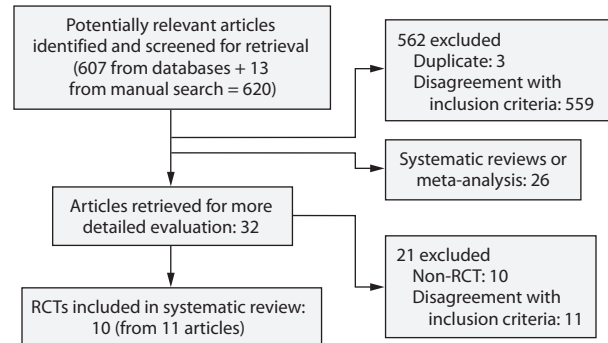 Potentially relevant articles
identified and screened for retrieval
(607 from databases + 13
from manual search = 620)
562 excluded
Duplicate: 3
Disagreement with
inclusion criteria: 559
Systematic reviews or
meta-analysis: 26
Articles retrieved for more
detailed evaluation: 32
21 excluded
Non-RCT: 10
Disagreement with
inclusion criteria: 11
RCTs included in systematic review:
10 (from 11 articles)